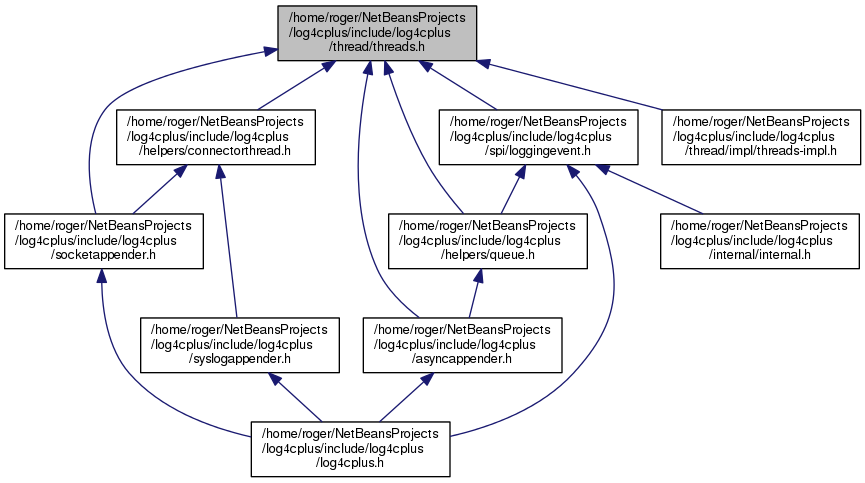 /home/roger/NetBeansProjects
/log4cplus/include/log4cplus
/thread/threads.h
/home/roger/NetBeansProjects
/log4cplus/include/log4cplus
/helpers/connectorthread.h
/home/roger/NetBeansProjects
/log4cplus/include/log4cplus
/spi/loggingevent.h
/home/roger/NetBeansProjects
/log4cplus/include/log4cplus
/thread/impl/threads-impl.h
/home/roger/NetBeansProjects
/log4cplus/include/log4cplus
/socketappender.h
/home/roger/NetBeansProjects
/log4cplus/include/log4cplus
/helpers/queue.h
/home/roger/NetBeansProjects
/log4cplus/include/log4cplus
/internal/internal.h
/home/roger/NetBeansProjects
/log4cplus/include/log4cplus
/syslogappender.h
/home/roger/NetBeansProjects
/log4cplus/include/log4cplus
/asyncappender.h
/home/roger/NetBeansProjects
/log4cplus/include/log4cplus
/log4cplus.h